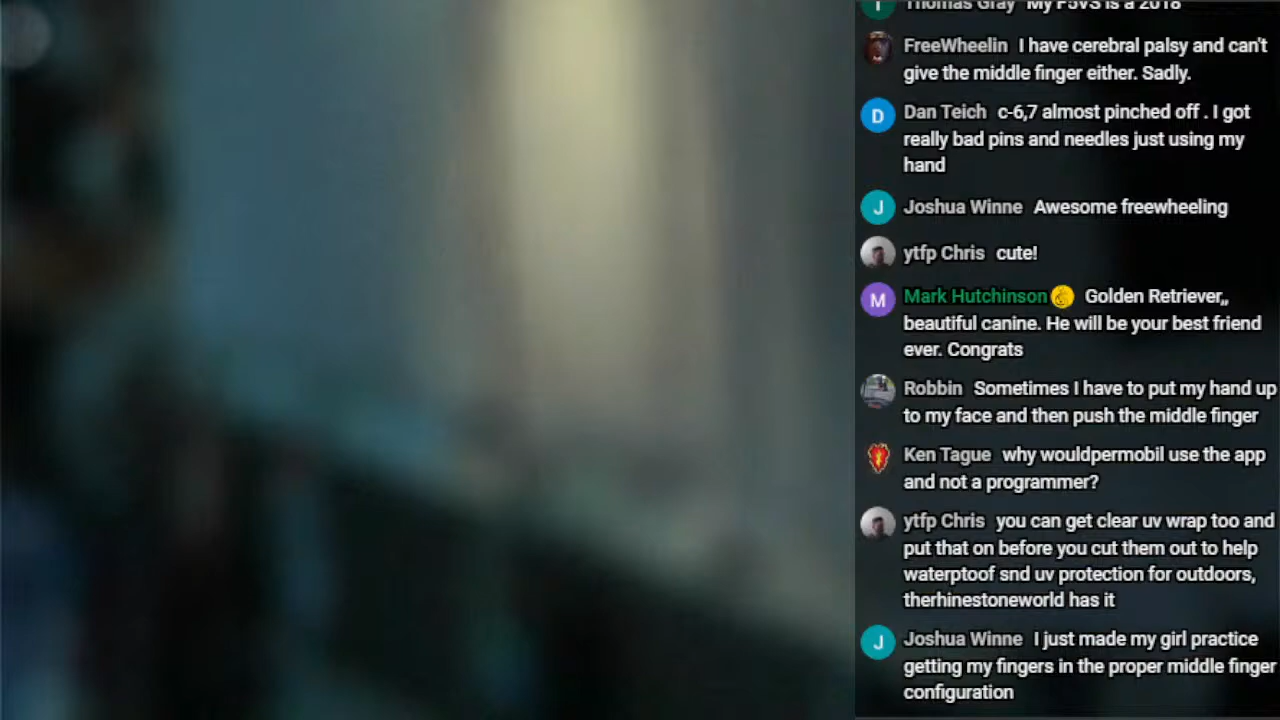 Thomas Gray My F5VS is a 2018
FreeWheelin I have cerebral palsy and can't
give the middle finger either. Sadly.
D Dan Teich c-6,7 almost pinched off . I got
really bad pins and needles just using my
hand
J Joshua Winne Awesome freewheeling
ytfp Chris cute!
M Mark Hutchinson Golden Retriever,,
beautiful canine. He will be your best friend
ever. Congrats
Robbin Sometimes I have to put my hand up
to my face and then push the middle finger
Ken Tague why wouldpermobil use the app
and not a programmer?
ytfp Chris you can get clear uv wrap too and
put that on before you cut them out to help
waterptoof snd uv protection for outdoors,
therhinestoneworld has it
J Joshua Winne I just made my girl practice
getting my fingers in the proper middle finger
configuration